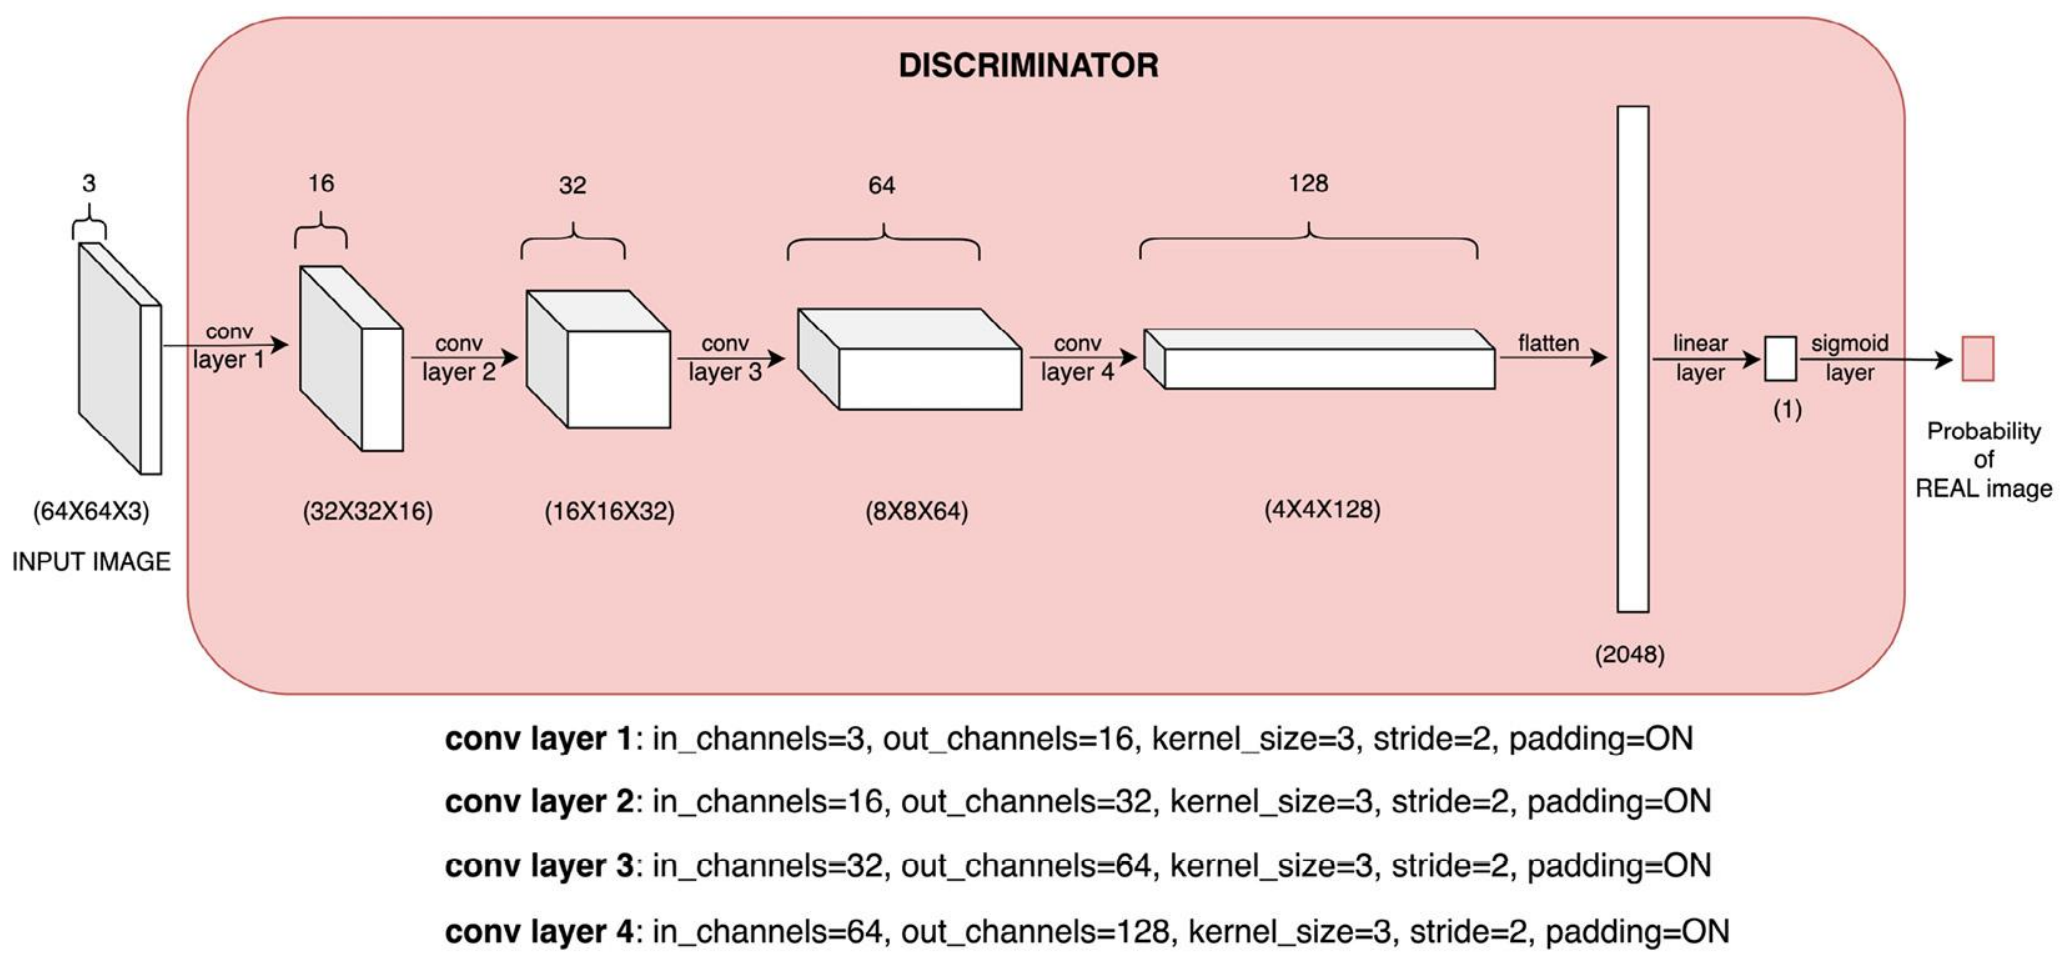 DISCRIMINATOR
3
16
32
64
128
conv
layer 1
conv
layer 2
conv
layer 3
conv
layer 4
flatten
linear
layer
sigmoid
layer
(1)
Probability
of
REAL image
(64X64X3)
(32X32X16)
(16X16X32)
(8X8X64)
(4X4X128)
INPUT IMAGE
(2048)
conv layer 1: in_channels=3, out_channels=16, kernel_size=3, stride=2, padding=ON
conv layer 2: in_channels=16, out_channels=32, kernel_size=3, stride=2, padding=ON
conv layer 3: in_channels=32, out_channels=64, kernel_size=3, stride=2, padding=ON
conv layer 4: in_channels=64, out_channels=128, kernel_size=3, stride=2, padding=ON